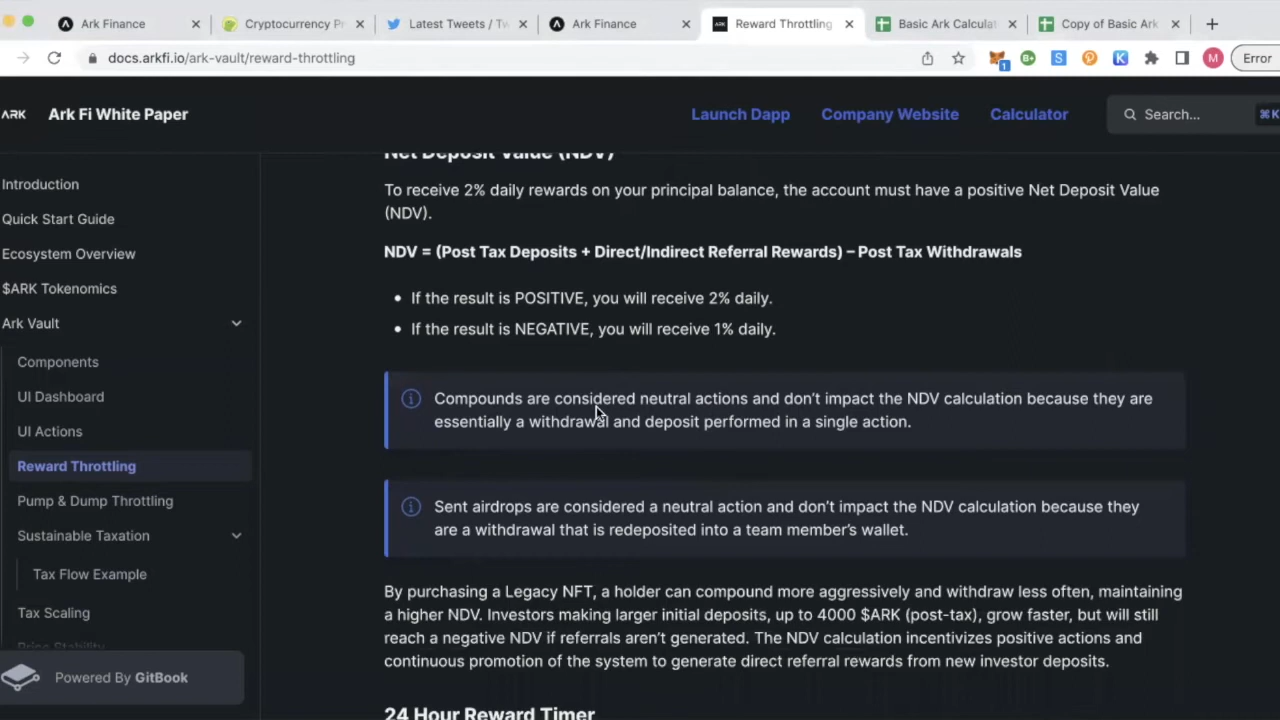 Ark Finance
Cryptocurrency Pr
Latest Tweets / Tw
Ark Finance
Reward Throttling
Basic Ark Calculat
Copy of Basic Ark
docs.arkfi.io/ark-vault/reward-throttling
1
M
Error
ARK
Ark Fi White Paper
Launch Dapp
Company Website
Calculator
Search...
⌘K
Introduction
Quick Start Guide
Ecosystem Overview
$ARK Tokenomics
Ark Vault
Components
UI Dashboard
UI Actions
Reward Throttling
Pump & Dump Throttling
Sustainable Taxation
Tax Flow Example
Tax Scaling
Price Stability
Powered By GitBook
Net Deposit Value (NDV)
To receive 2% daily rewards on your principal balance, the account must have a positive Net Deposit Value
(NDV).
NDV = (Post Tax Deposits + Direct/Indirect Referral Rewards) – Post Tax Withdrawals
• If the result is POSITIVE, you will receive 2% daily.
• If the result is NEGATIVE, you will receive 1% daily.
Compounds are considered neutral actions and don't impact the NDV calculation because they are
essentially a withdrawal and deposit performed in a single action.
Sent airdrops are considered a neutral action and don't impact the NDV calculation because they
are a withdrawal that is redeposited into a team member's wallet.
By purchasing a Legacy NFT, a holder can compound more aggressively and withdraw less often, maintaining
a higher NDV. Investors making larger initial deposits, up to 4000 $ARK (post-tax), grow faster, but will still
reach a negative NDV if referrals aren't generated. The NDV calculation incentivizes positive actions and
continuous promotion of the system to generate direct referral rewards from new investor deposits.
24 Hour Reward Timer